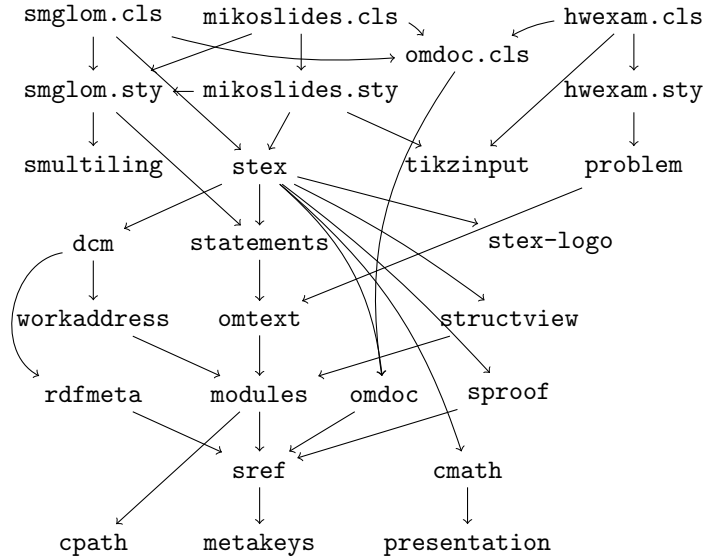 smglom.cls mikoslides.cls hwexam.cls
omdoc.cls
smglom.sty mikoslides.sty hwexam.sty
smultiling stex tikzinput problem
dcm statements stex-logo
workaddress omtext structview
rdfmeta modules omdoc sproof
sref cmath
cpath metakeys presentation